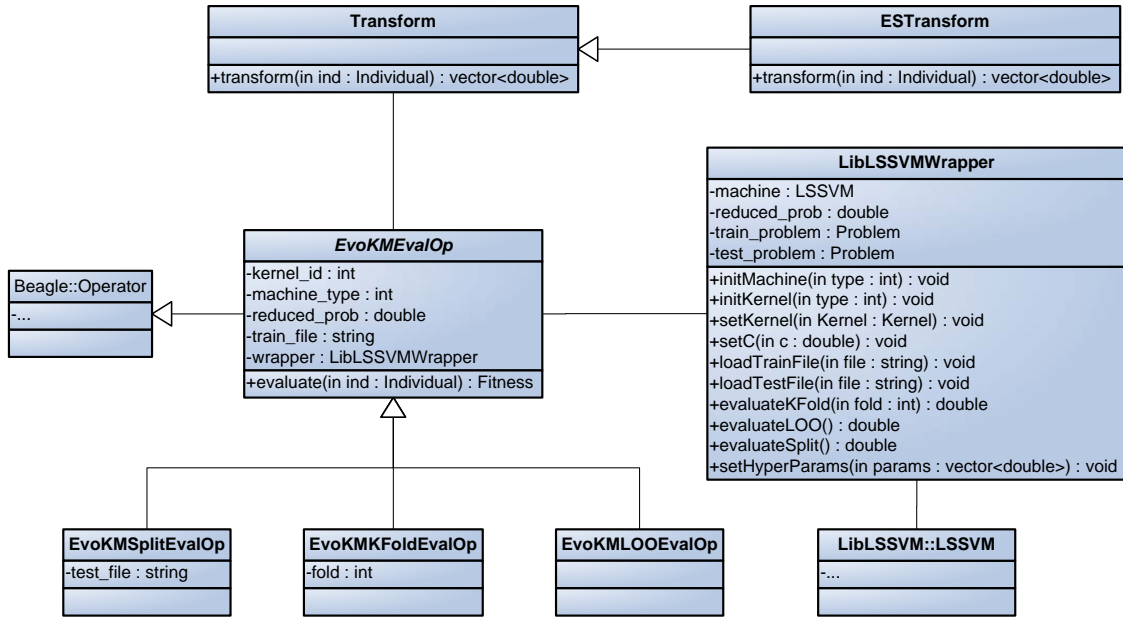 Transform
+transform(in ind : Individual) : vector<double>
ESTransform
+transform(in ind : Individual) : vector<double>
LibLSSVMWrapper
-machine : LSSVM
-reduced_prob : double
-train_problem : Problem
-test_problem : Problem
+initMachine(in type : int) : void
+initKernel(in type : int) : void
+setKernel(in Kernel : Kernel) : void
+setC(in c : double) : void
+loadTrainFile(in file : string) : void
+loadTestFile(in file : string) : void
+evaluateKFold(in fold : int) : double
+evaluateLOO() : double
+evaluateSplit() : double
+setHyperParams(in params : vector<double>) : void
EvoKMEvalOp
-kernel_id : int
-machine_type : int
-reduced_prob : double
-train_file : string
-wrapper : LibLSSVMWrapper
+evaluate(in ind : Individual) : Fitness
Beagle::Operator
-...
EvoKMSplitEvalOp
-test_file : string
EvoKMKFoldEvalOp
-fold : int
EvoKMLOOEvalOp
LibLSSVM::LSSVM
-...